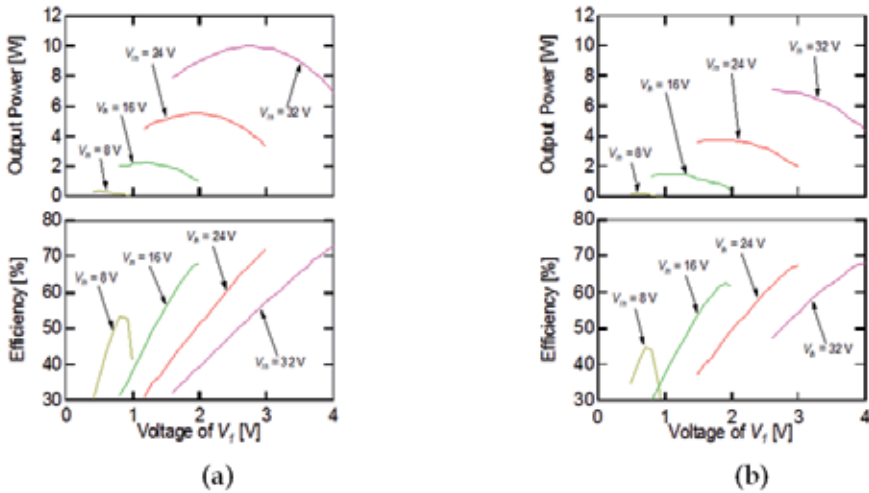 12
10
8
6
4
2
0
Output Power [W]
Vin = 24 V
Vin = 16 V
Vin = 8 V
Vin = 32 V
80
70
60
50
40
30
Efficiency [%]
Vin = 8 V
Vin = 16 V
Vin = 24 V
Vin = 32 V
0 1 2 3 4
Voltage of Vf [V]
(a)
12
10
8
6
4
2
0
Output Power [W]
Vin = 32 V
Vin = 24 V
Vin = 16 V
Vin = 8 V
80
70
60
50
40
30
Efficiency [%]
Vin = 24 V
Vin = 16 V
Vin = 8 V
Vin = 32 V
0 1 2 3 4
Voltage of Vf [V]
(b)